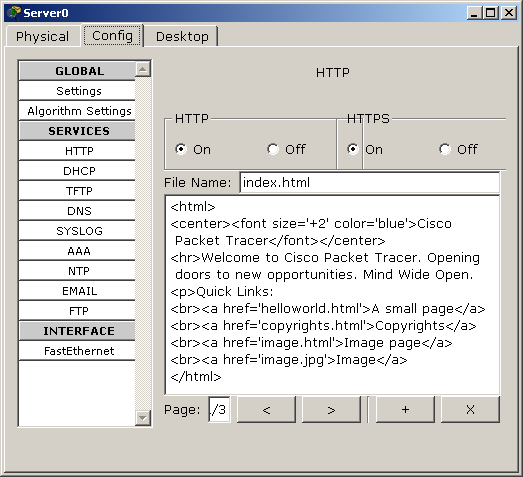 Server0
Physical Config Desktop
GLOBAL
Settings
Algorithm Settings
SERVICES
HTTP
DHCP
TFTP
DNS
SYSLOG
AAA
NTP
EMAIL
FTP
INTERFACE
FastEthernet
HTTP
HTTP HTTPS
On Off On Off
File Name: index.html
<html>
<center><font size='+2' color='blue'>Cisco
Packet Tracer</font></center>
<hr>Welcome to Cisco Packet Tracer. Opening
doors to new opportunities. Mind Wide Open.
<p>Quick Links:
<br><a href='helloworld.html'>A small page</a>
<br><a href='copyrights.html'>Copyrights</a>
<br><a href='image.html'>Image page</a>
<br><a href='image.jpg'>Image</a>
</html>
Page: /3 < > + X